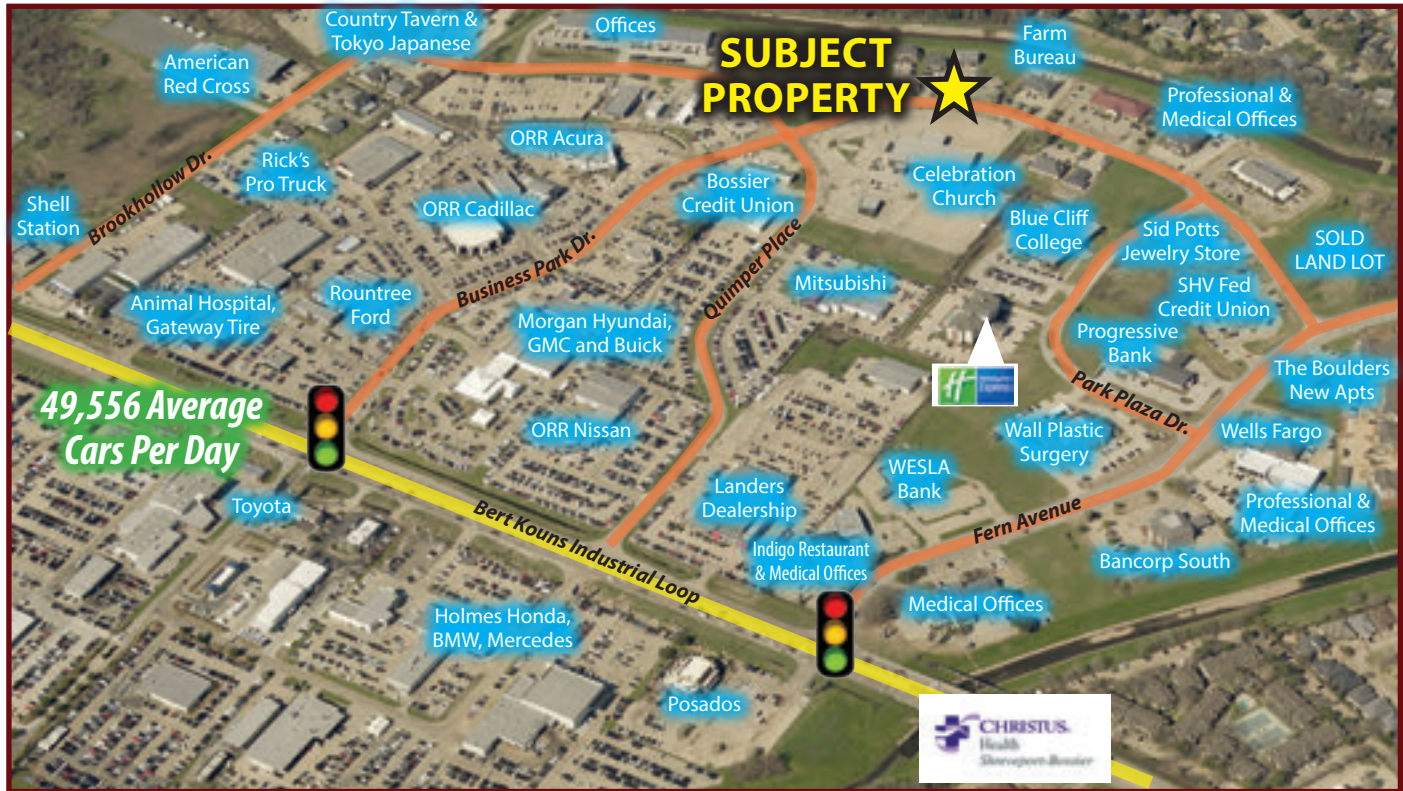 Country Tavern &
Tokyo Japanese
Offices
SUBJECT
PROPERTY
Farm
Bureau
American
Red Cross
Professional &
Medical Offices
ORR Acura
Rick's
Pro Truck
Bossier
Credit Union
Celebration
Church
Shell
Station
Brookhollow Dr.
ORR Cadillac
Blue Cliff
College
Sid Potts
Jewelry Store
SOLD
LAND LOT
Business Park Dr.
Quimper Place
Mitsubishi
SHV Fed
Credit Union
Animal Hospital,
Gateway Tire
Rountree
Ford
Morgan Hyundai,
GMC and Buick
Progressive
Bank
The Boulders
New Apts
H
Park Plaza Dr.
49,556 Average
Cars Per Day
ORR Nissan
Wall Plastic
Surgery
Wells Fargo
WESLA
Bank
Landers
Dealership
Toyota
Bert Kouns Industrial Loop
Fern Avenue
Professional &
Medical Offices
Indigo Restaurant
& Medical Offices
Bancorp South
Medical Offices
Holmes Honda,
BMW, Mercedes
Posados
CHRISTUS.
Health
Shreveport-Bossier